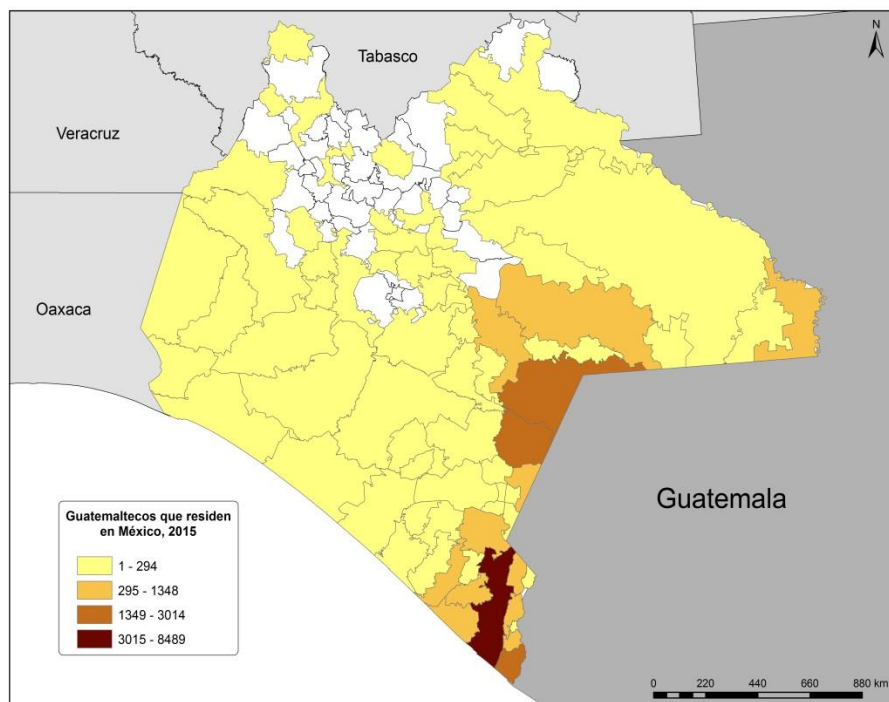 N
Tabasco
Veracruz
Oaxaca
Guatemala
Guatemaltecos que residen
en México, 2015
1 - 294
295 - 1348
1349 - 3014
3015 - 8489
0 220 440 660 880 km